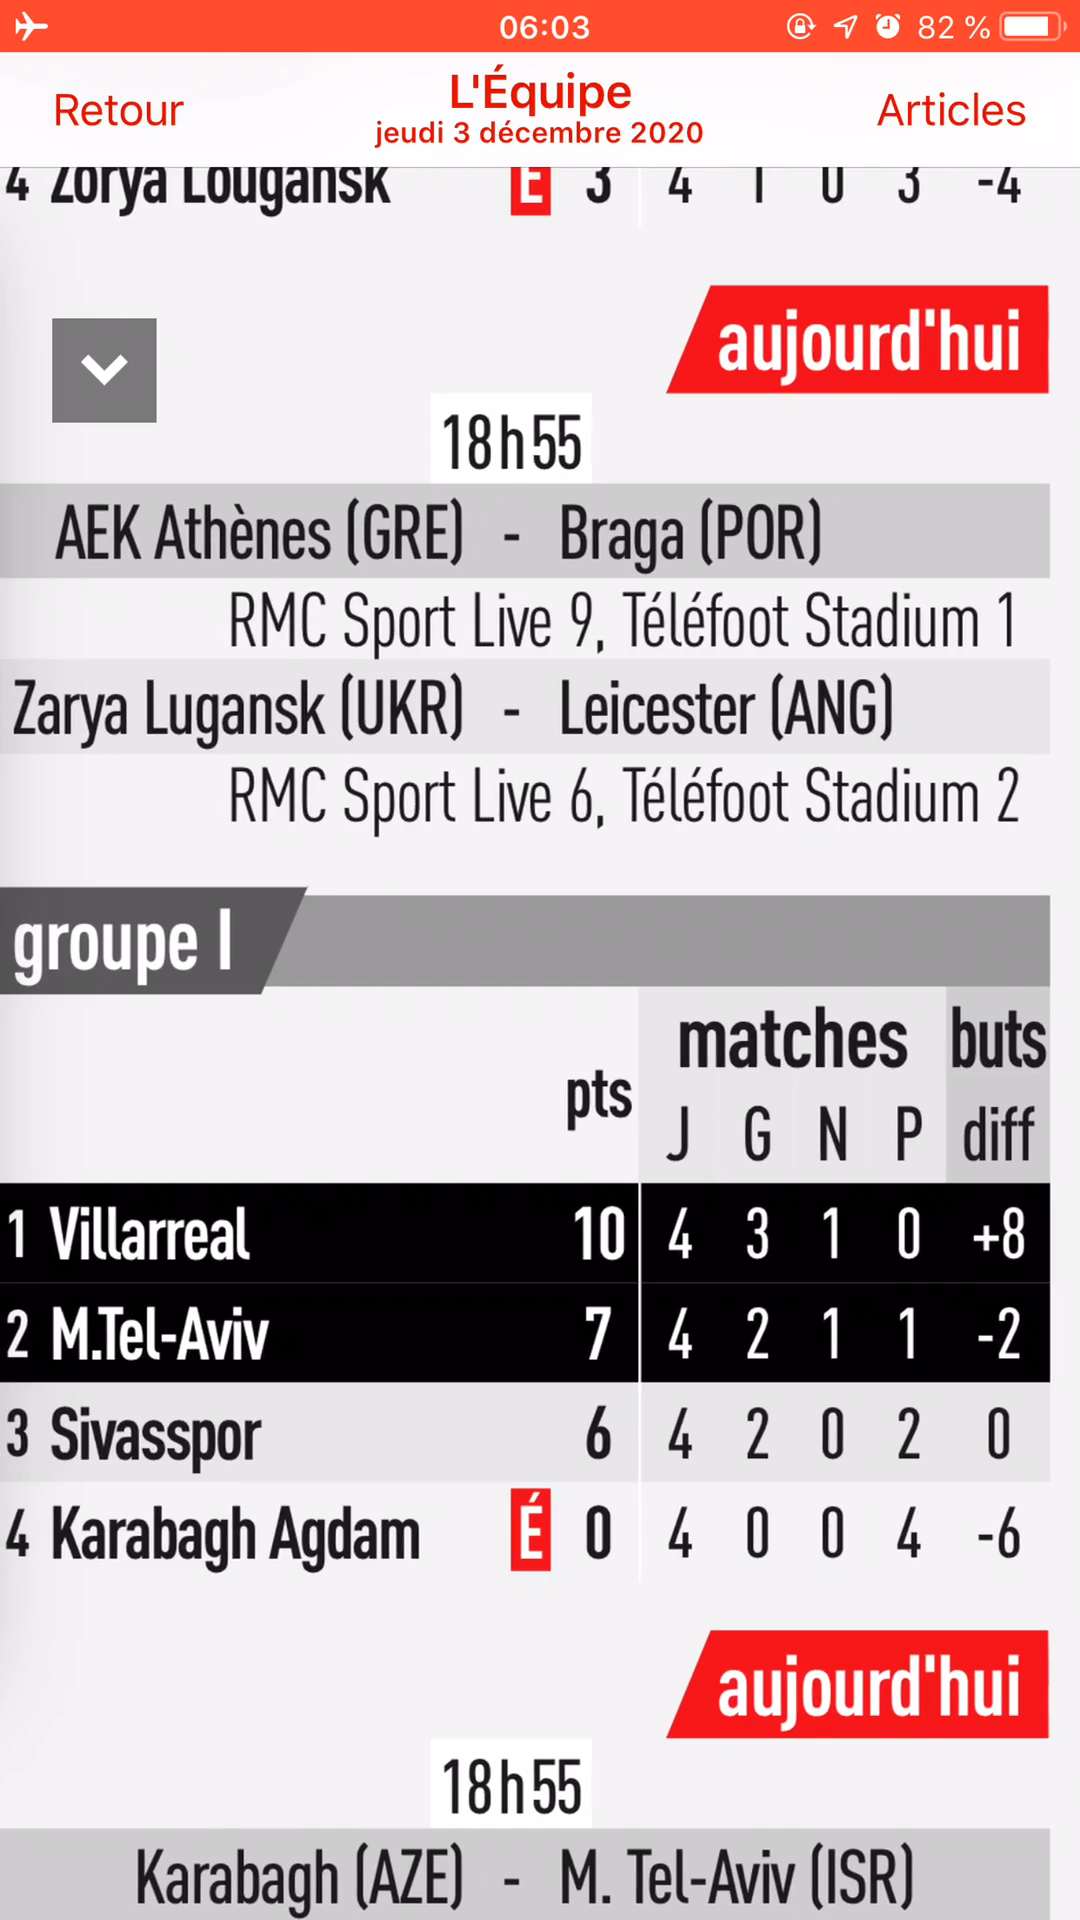 06:03
82 %
Retour
L'Équipe
Articles
jeudi 3 décembre 2020
4 Zorya Lougansk É 3 4 1 0 3 -4
aujourd'hui
18h55
AEK Athènes (GRE) - Braga (POR)
RMC Sport Live 9, Téléfoot Stadium 1
Zarya Lugansk (UKR) - Leicester (ANG)
RMC Sport Live 6, Téléfoot Stadium 2
groupe I
matches buts
pts
J G N P diff
1 Villarreal 10 4 3 1 0 +8
2 M.Tel-Aviv 7 4 2 1 1 -2
3 Sivasspor 6 4 2 0 2 0
4 Karabagh Agdam É 0 4 0 0 4 -6
aujourd'hui
18h55
Karabagh (AZE) - M. Tel-Aviv (ISR)